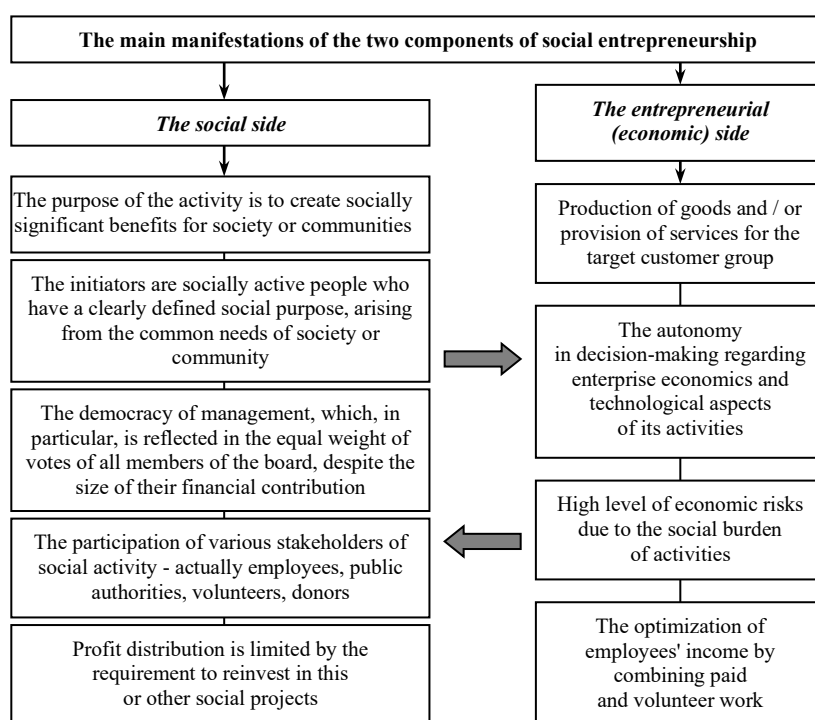 The main manifestations of the two components of social entrepreneurship
The social side
The purpose of the activity is to create socially
significant benefits for society or communities
The initiators are socially active people who
have a clearly defined social purpose, arising
from the common needs of society or
community
The democracy of management, which, in
particular, is reflected in the equal weight of
votes of all members of the board, despite the
size of their financial contribution
The participation of various stakeholders of
social activity - actually employees, public
authorities, volunteers, donors
Profit distribution is limited by the
requirement to reinvest in this
or other social projects
The entrepreneurial
(economic) side
Production of goods and / or
provision of services for the
target customer group
The autonomy
in decision-making regarding
enterprise economics and
technological aspects
of its activities
High level of economic risks
due to the social burden
of activities
The optimization of
employees' income by
combining paid
and volunteer work